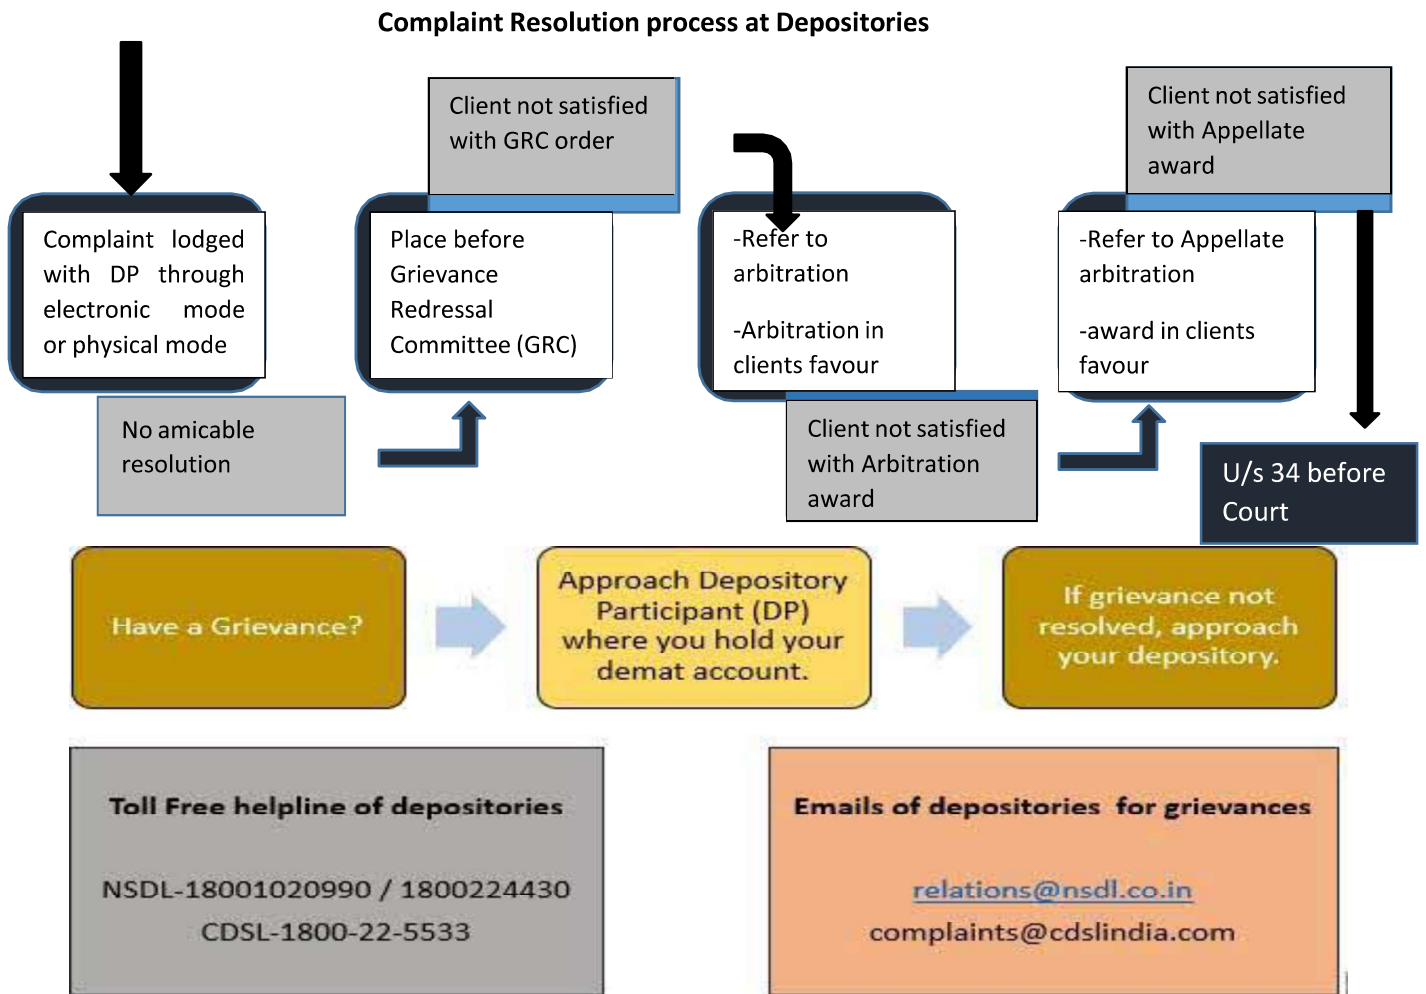 Complaint Resolution process at Depositories
Client not satisfied
with GRC order
Client not satisfied
with Appellate
award
Complaint lodged
with DP through
electronic mode
or physical mode
Place before
Grievance
Redressal
Committee (GRC)
-Refer to
arbitration
-Arbitration in
clients favour
-Refer to Appellate
arbitration
-award in clients
favour
No amicable
resolution
Client not satisfied
with Arbitration
award
U/s 34 before
Court
Have a Grievance?
Approach Depository
Participant (DP)
where you hold your
demat account.
If grievance not
resolved, approach
your depository.
Toll Free helpline of depositories
NSDL-18001020990 / 1800224430
CDSL-1800-22-5533
Emails of depositories for grievances
relations@nsdl.co.in
complaints@cdslindia.com